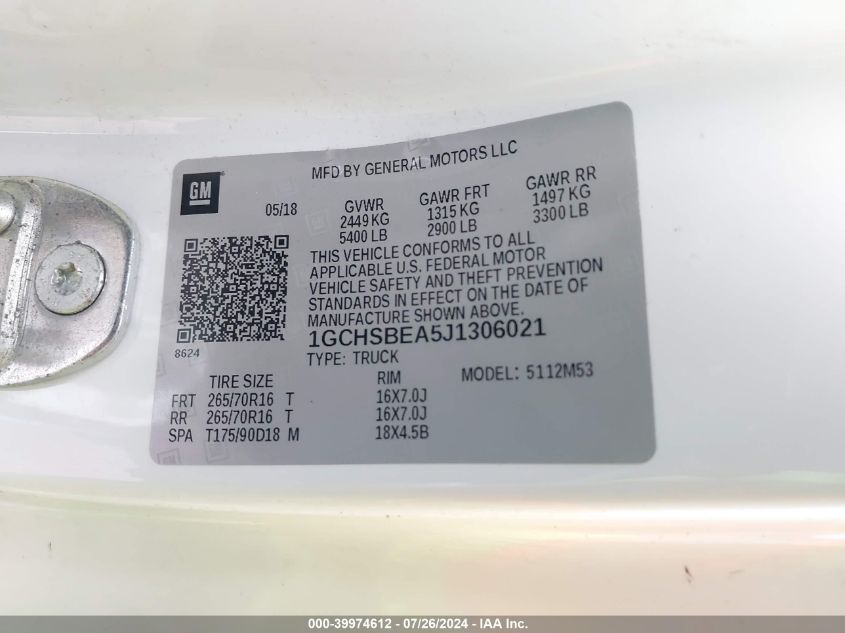 GM
MFD BY GENERAL MOTORS LLC
05/18
GVWR
2449 KG
5400 LB
GAWR FRT
1315 KG
2900 LB
GAWR RR
1497 KG
3300 LB
THIS VEHICLE CONFORMS TO ALL
APPLICABLE U.S. FEDERAL MOTOR
VEHICLE SAFETY AND THEFT PREVENTION
STANDARDS IN EFFECT ON THE DATE OF
MANUFACTURE SHOWN ABOVE.
8624
1GCHSBEA5J1306021
TYPE: TRUCK
MODEL: 5112M53
TIRE SIZE RIM
FRT 265/70R16 T 16X7.0J
RR 265/70R16 T 16X7.0J
SPA T175/90D18 M 18X4.5B
000-39974612 - 07/26/2024 - IAA Inc.